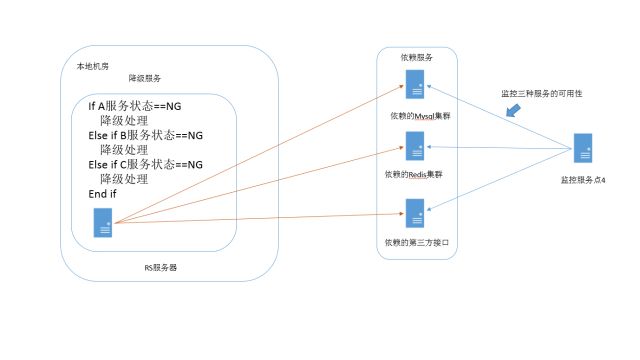 本地机房
降级服务
If A服务状态==NG
降级处理
Else if B服务状态==NG
降级处理
Else if C服务状态==NG
降级处理
End if
RS服务器
依赖服务
依赖的Mysql集群
依赖的Redis集群
依赖的第三方接口
监控三种服务的可用性
监控服务点4